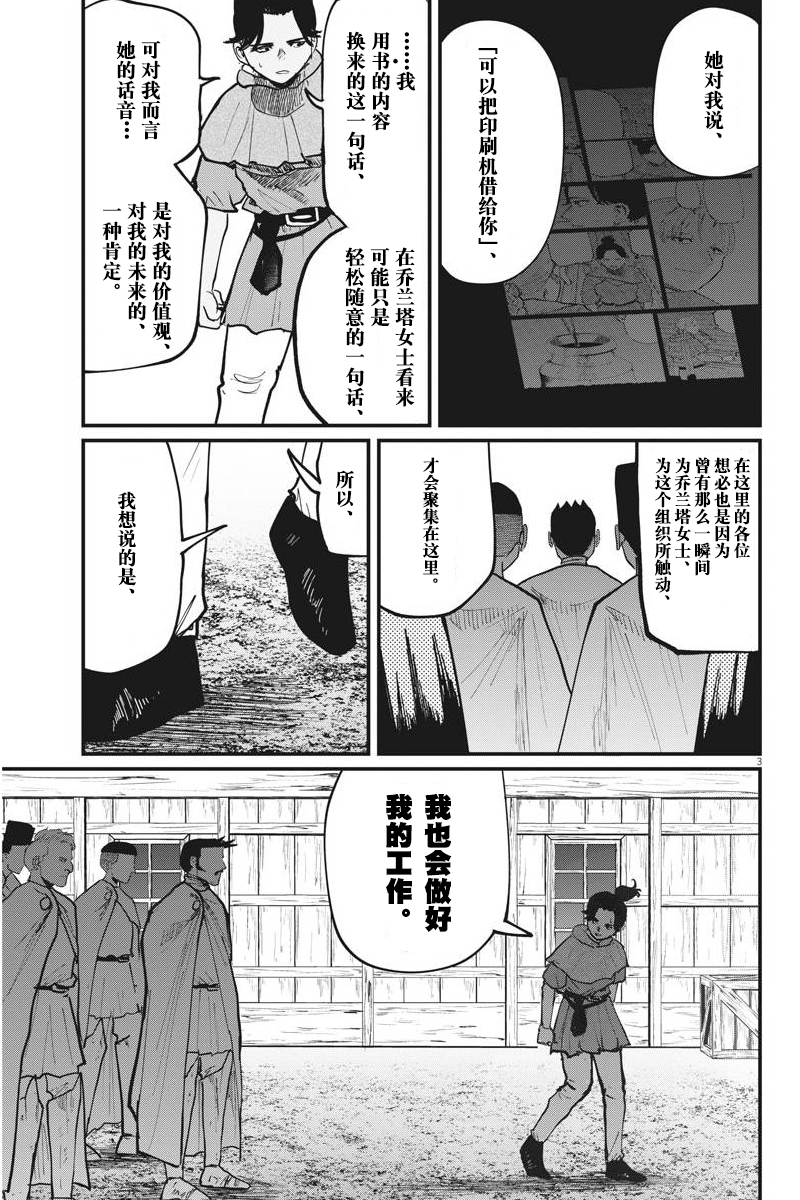 她对我说、
「可以把印刷机借给你」、
……我
用书的内容
换来的这一句话、
在乔兰塔女士看来
可能只是
轻松随意的一句话、
可对我而言
她的话音…
是对我的价值观、
对我的未来的、
一种肯定。
在这里的各位
想必也是因为
曾有那么一瞬间
为乔兰塔女士、
为这个组织所触动、
才会聚集在这里。
所以、
我想说的是、
3
我也会做好
我的工作。